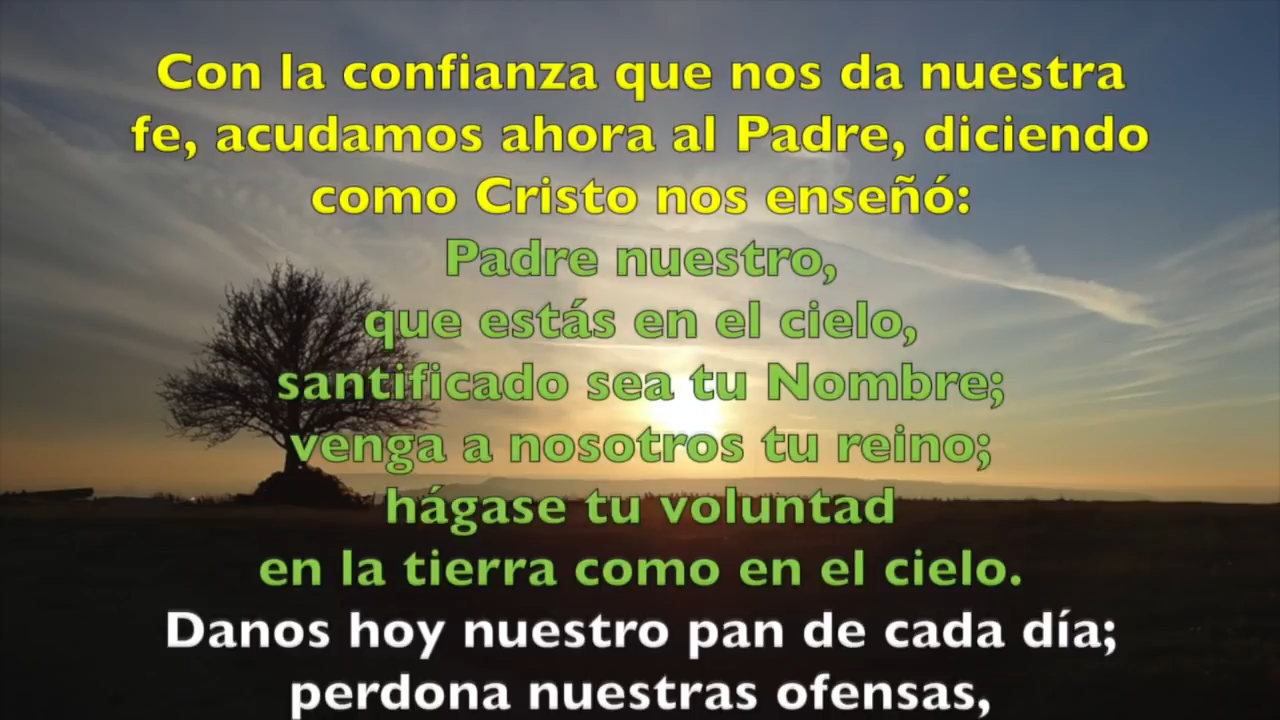 Con la confianza que nos da nuestra
fe, acudamos ahora al Padre, diciendo
como Cristo nos enseñó:
Padre nuestro,
que estás en el cielo,
santificado sea tu Nombre;
venga a nosotros tu reino;
hágase tu voluntad
en la tierra como en el cielo.
Danos hoy nuestro pan de cada día;
perdona nuestras ofensas,